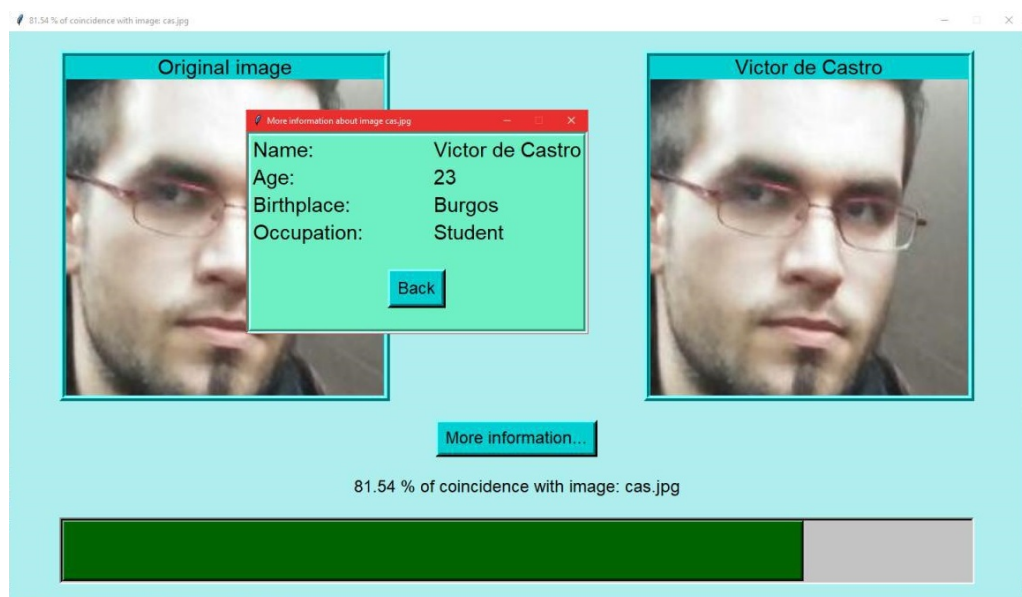 81.54 % of coincidence with image: cas.jpg
Original image
Victor de Castro
More information about image cas.jpg
Name: Victor de Castro
Age: 23
Birthplace: Burgos
Occupation: Student
Back
More information...
81.54 % of coincidence with image: cas.jpg